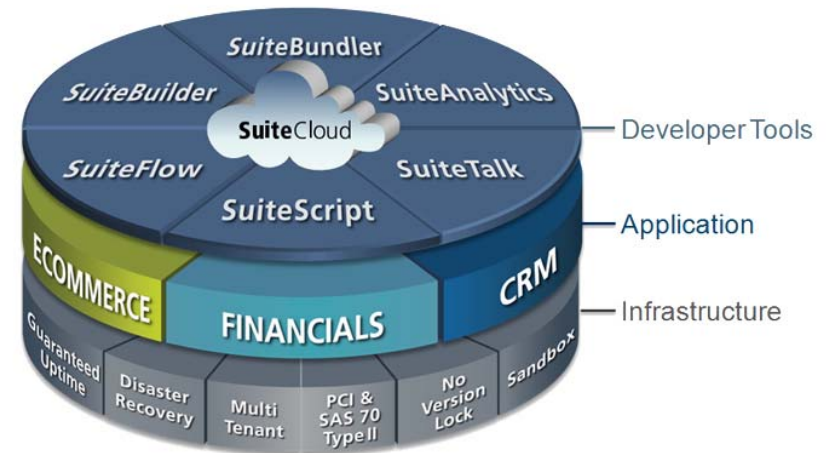 SuiteBundler
SuiteBuilder
SuiteAnalytics
SuiteCloud
Developer Tools
SuiteFlow
SuiteTalk
SuiteScript
Application
ECOMMERCE
FINANCIALS
CRM
Infrastructure
Guaranteed
Uptime
Disaster
Recovery
Multi
Tenant
PCI &
SAS 70
Type II
No
Version
Lock
Sandbox